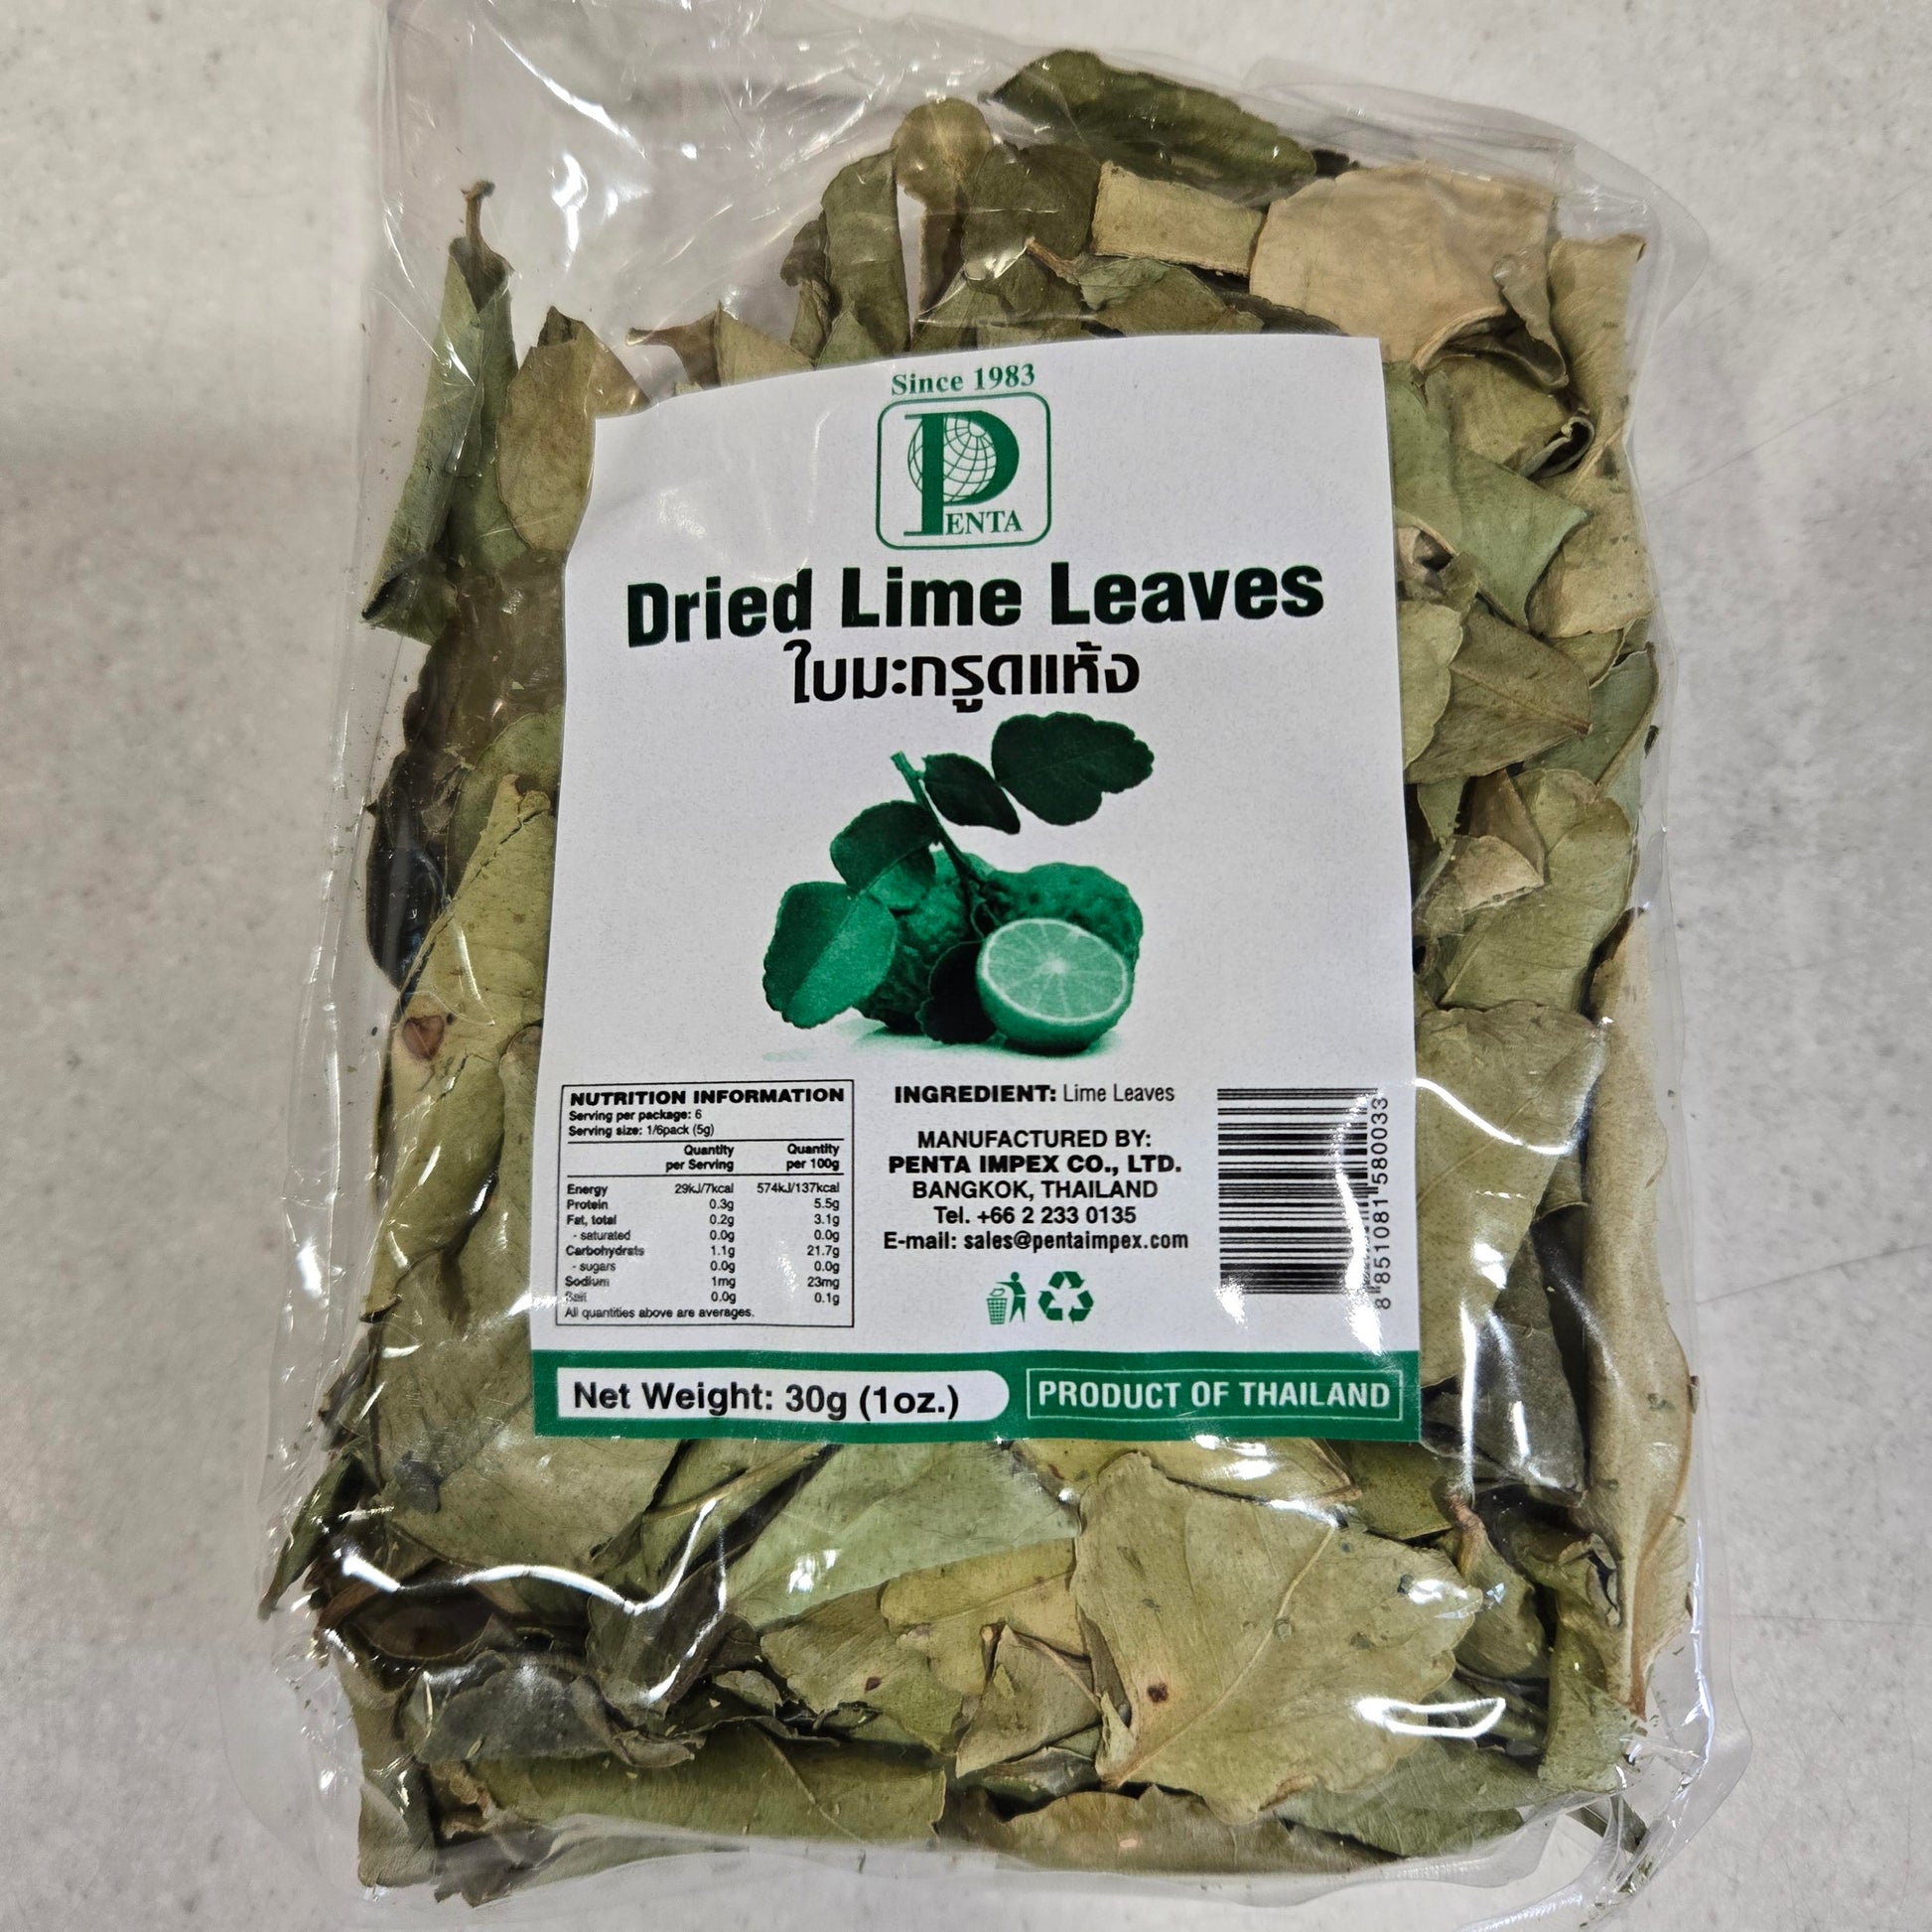 Since 1983
PENTA
Dried Lime Leaves
ใบมะกรูดแห้ง
NUTRITION INFORMATION
Serving per package: 6
Serving size: 1/6pack (5g)
Quantity per Serving Quantity per 100g
Energy 29kJ/7kcal 574kJ/137kcal
Protein 0.3g 5.5g
Fat, total 0.2g 3.1g
- saturated 0.0g 0.0g
Carbohydrats 1.1g 21.7g
- sugars 0.0g 0.0g
Sodium 1mg 23mg
Salt 0.0g 0.1g
All quantities above are averages.
INGREDIENT: Lime Leaves
MANUFACTURED BY:
PENTA IMPEX CO., LTD.
BANGKOK, THAILAND
Tel. +66 2 233 0135
E-mail: sales@pentaimpex.com
8 851081 580033
Net Weight: 30g (1oz.)
PRODUCT OF THAILAND